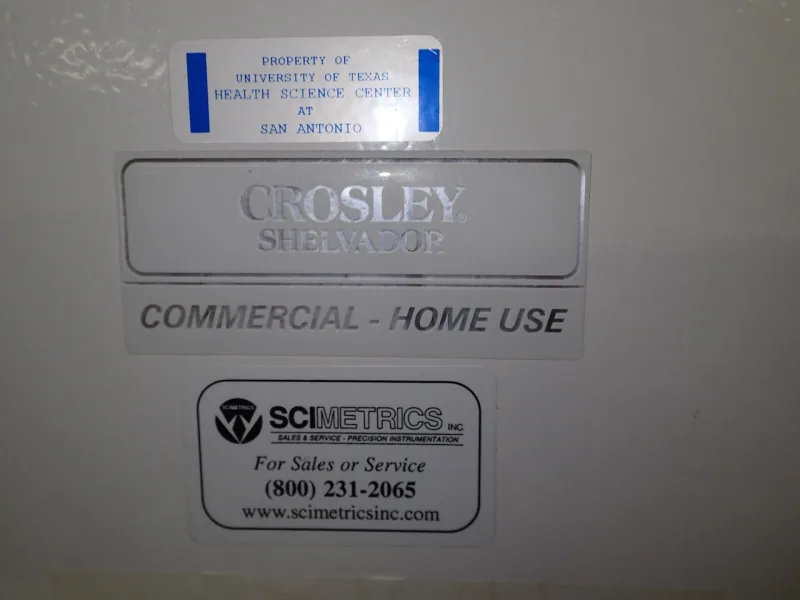 PROPERTY OF
UNIVERSITY OF TEXAS
HEALTH SCIENCE CENTER
AT
SAN ANTONIO
CROSLEY®
SHELVADOR
COMMERCIAL - HOME USE
SCIMETRICS
SCIMETRICS INC
SALES & SERVICE - PRECISION INSTRUMENTATION
For Sales or Service
(800) 231-2065
www.scimetricsinc.com